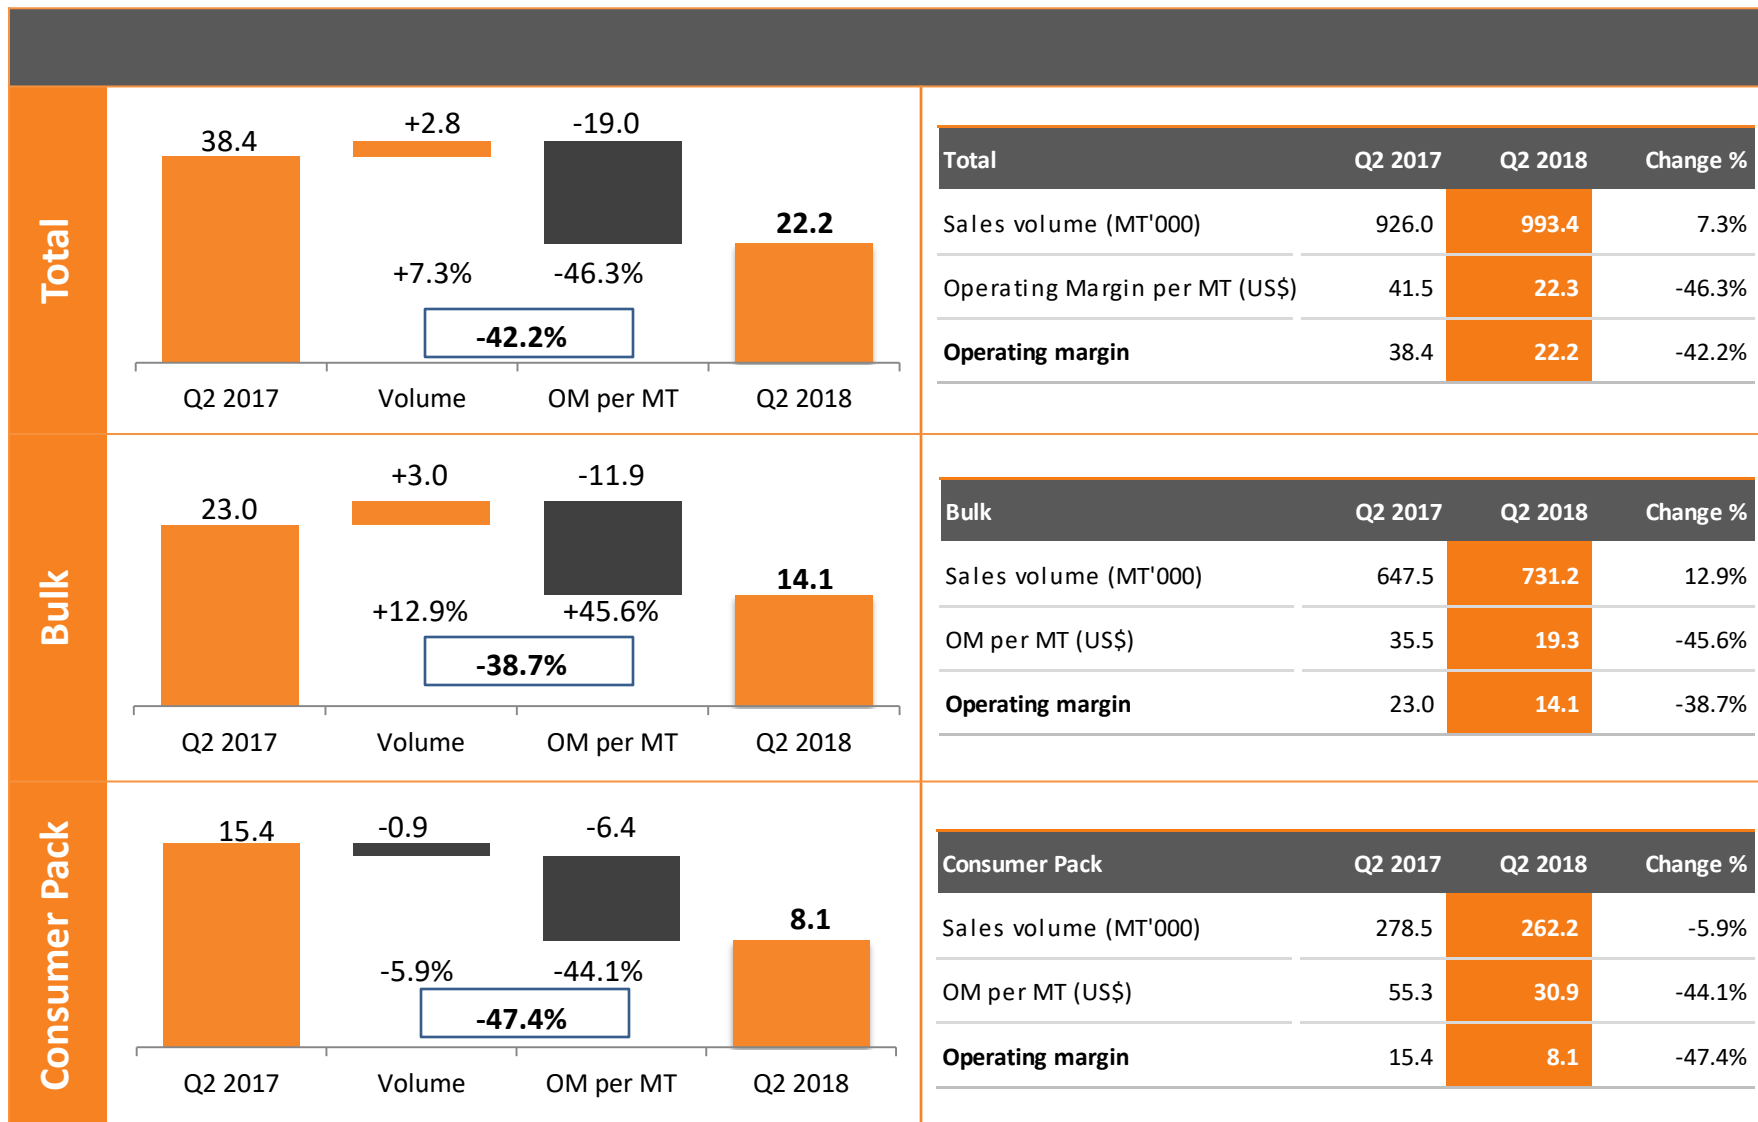 Total
38.4
+2.8
-19.0
22.2
+7.3%
-46.3%
-42.2%
Q2 2017
Volume
OM per MT
Q2 2018
Total Q2 2017 Q2 2018 Change %
Sales volume (MT'000) 926.0 993.4 7.3%
Operating Margin per MT (US$) 41.5 22.3 -46.3%
Operating margin 38.4 22.2 -42.2%
Bulk
23.0
+3.0
-11.9
14.1
+12.9%
+45.6%
-38.7%
Q2 2017
Volume
OM per MT
Q2 2018
Bulk Q2 2017 Q2 2018 Change %
Sales volume (MT'000) 647.5 731.2 12.9%
OM per MT (US$) 35.5 19.3 -45.6%
Operating margin 23.0 14.1 -38.7%
Consumer Pack
15.4
-0.9
-6.4
8.1
-5.9%
-44.1%
-47.4%
Q2 2017
Volume
OM per MT
Q2 2018
Consumer Pack Q2 2017 Q2 2018 Change %
Sales volume (MT'000) 278.5 262.2 -5.9%
OM per MT (US$) 55.3 30.9 -44.1%
Operating margin 15.4 8.1 -47.4%